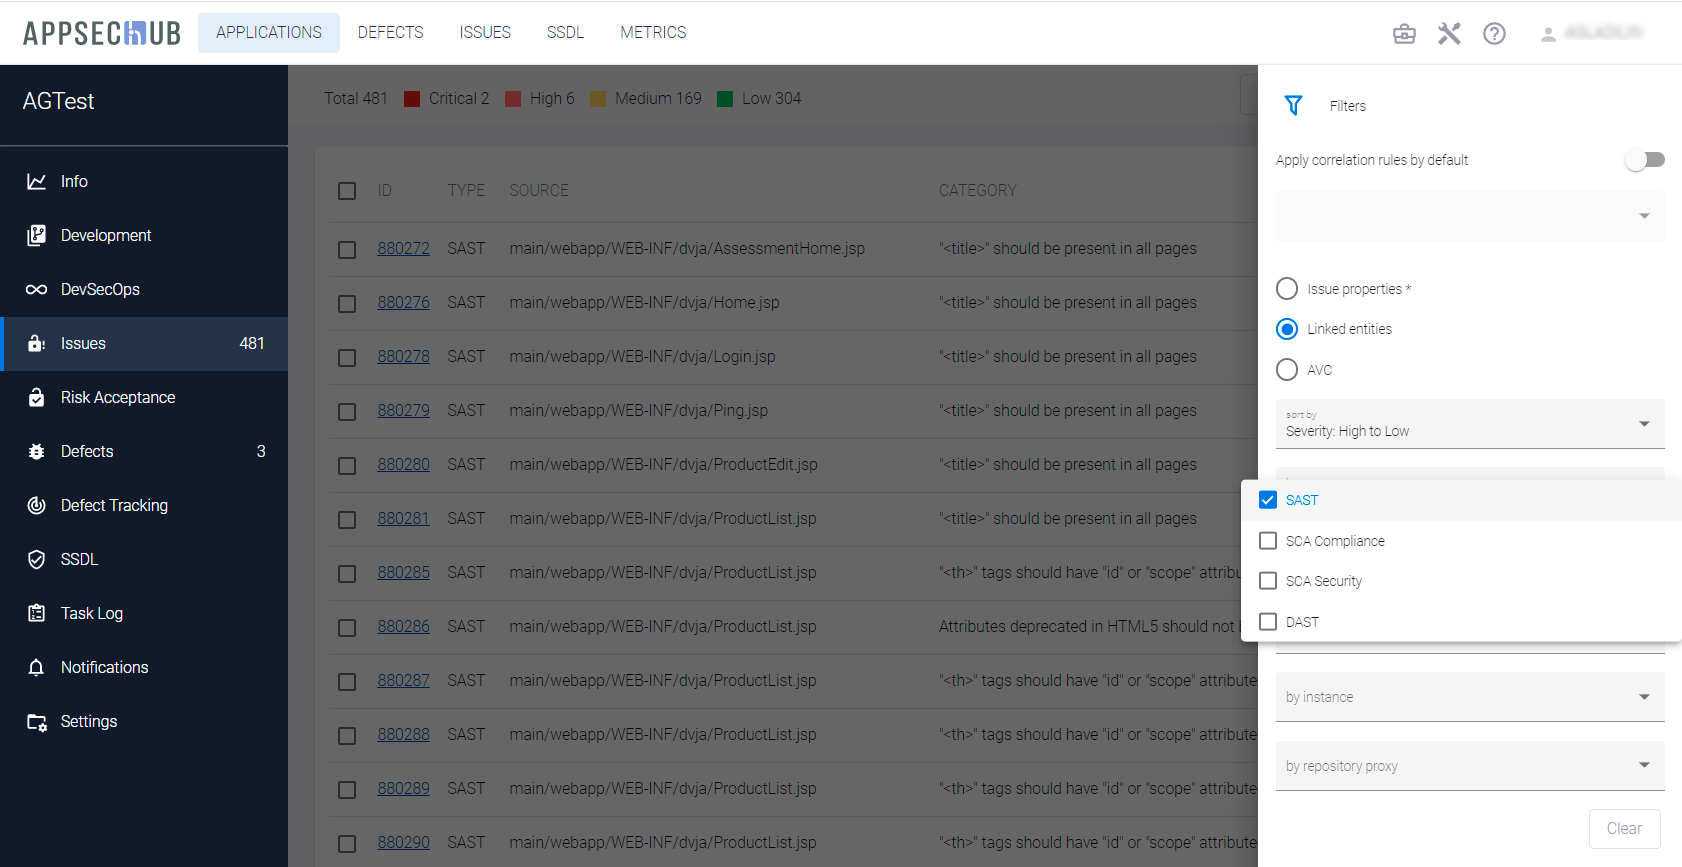 APPSECHUB
APPLICATIONS DEFECTS ISSUES SSDL METRICS
AGTest
Info
Development
DevSecOps
Issues 481
Risk Acceptance
Defects 3
Defect Tracking
SSDL
Task Log
Notifications
Settings
Total 481 Critical 2 High 6 Medium 169 Low 304
ID TYPE SOURCE CATEGORY
880272 SAST main/webapp/WEB-INF/dvja/AssessmentHome.jsp "<title>" should be present in all pages
880276 SAST main/webapp/WEB-INF/dvja/Home.jsp "<title>" should be present in all pages
880278 SAST main/webapp/WEB-INF/dvja/Login.jsp "<title>" should be present in all pages
880279 SAST main/webapp/WEB-INF/dvja/Ping.jsp "<title>" should be present in all pages
880280 SAST main/webapp/WEB-INF/dvja/ProductEdit.jsp "<title>" should be present in all pages
880281 SAST main/webapp/WEB-INF/dvja/ProductList.jsp "<title>" should be present in all pages
880285 SAST main/webapp/WEB-INF/dvja/ProductList.jsp "<th>" tags should have "id" or "scope" attribu
880286 SAST main/webapp/WEB-INF/dvja/ProductList.jsp Attributes deprecated in HTML5 should not
880287 SAST main/webapp/WEB-INF/dvja/ProductList.jsp "<th>" tags should have "id" or "scope" attribute
880288 SAST main/webapp/WEB-INF/dvja/ProductList.jsp "<th>" tags should have "id" or "scope" attribute
880289 SAST main/webapp/WEB-INF/dvja/ProductList.jsp "<th>" tags should have "id" or "scope" attribute
880290 SAST main/webapp/WEB-INF/dvja/ProductList.jsp "<th>" tags should have "id" or "scope" attribute
Filters
Apply correlation rules by default
Issue properties *
Linked entities
AVC
sort by
Severity: High to Low
SAST
SCA Compliance
SCA Security
DAST
by instance
by repository proxy
Clear